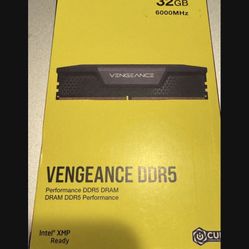 32GB
6000MHz
VENGEANCE
VENGEANCE DDR5
Performance DDR5 DRAM
DRAM DDR5 Performance
Intel® XMP
Ready